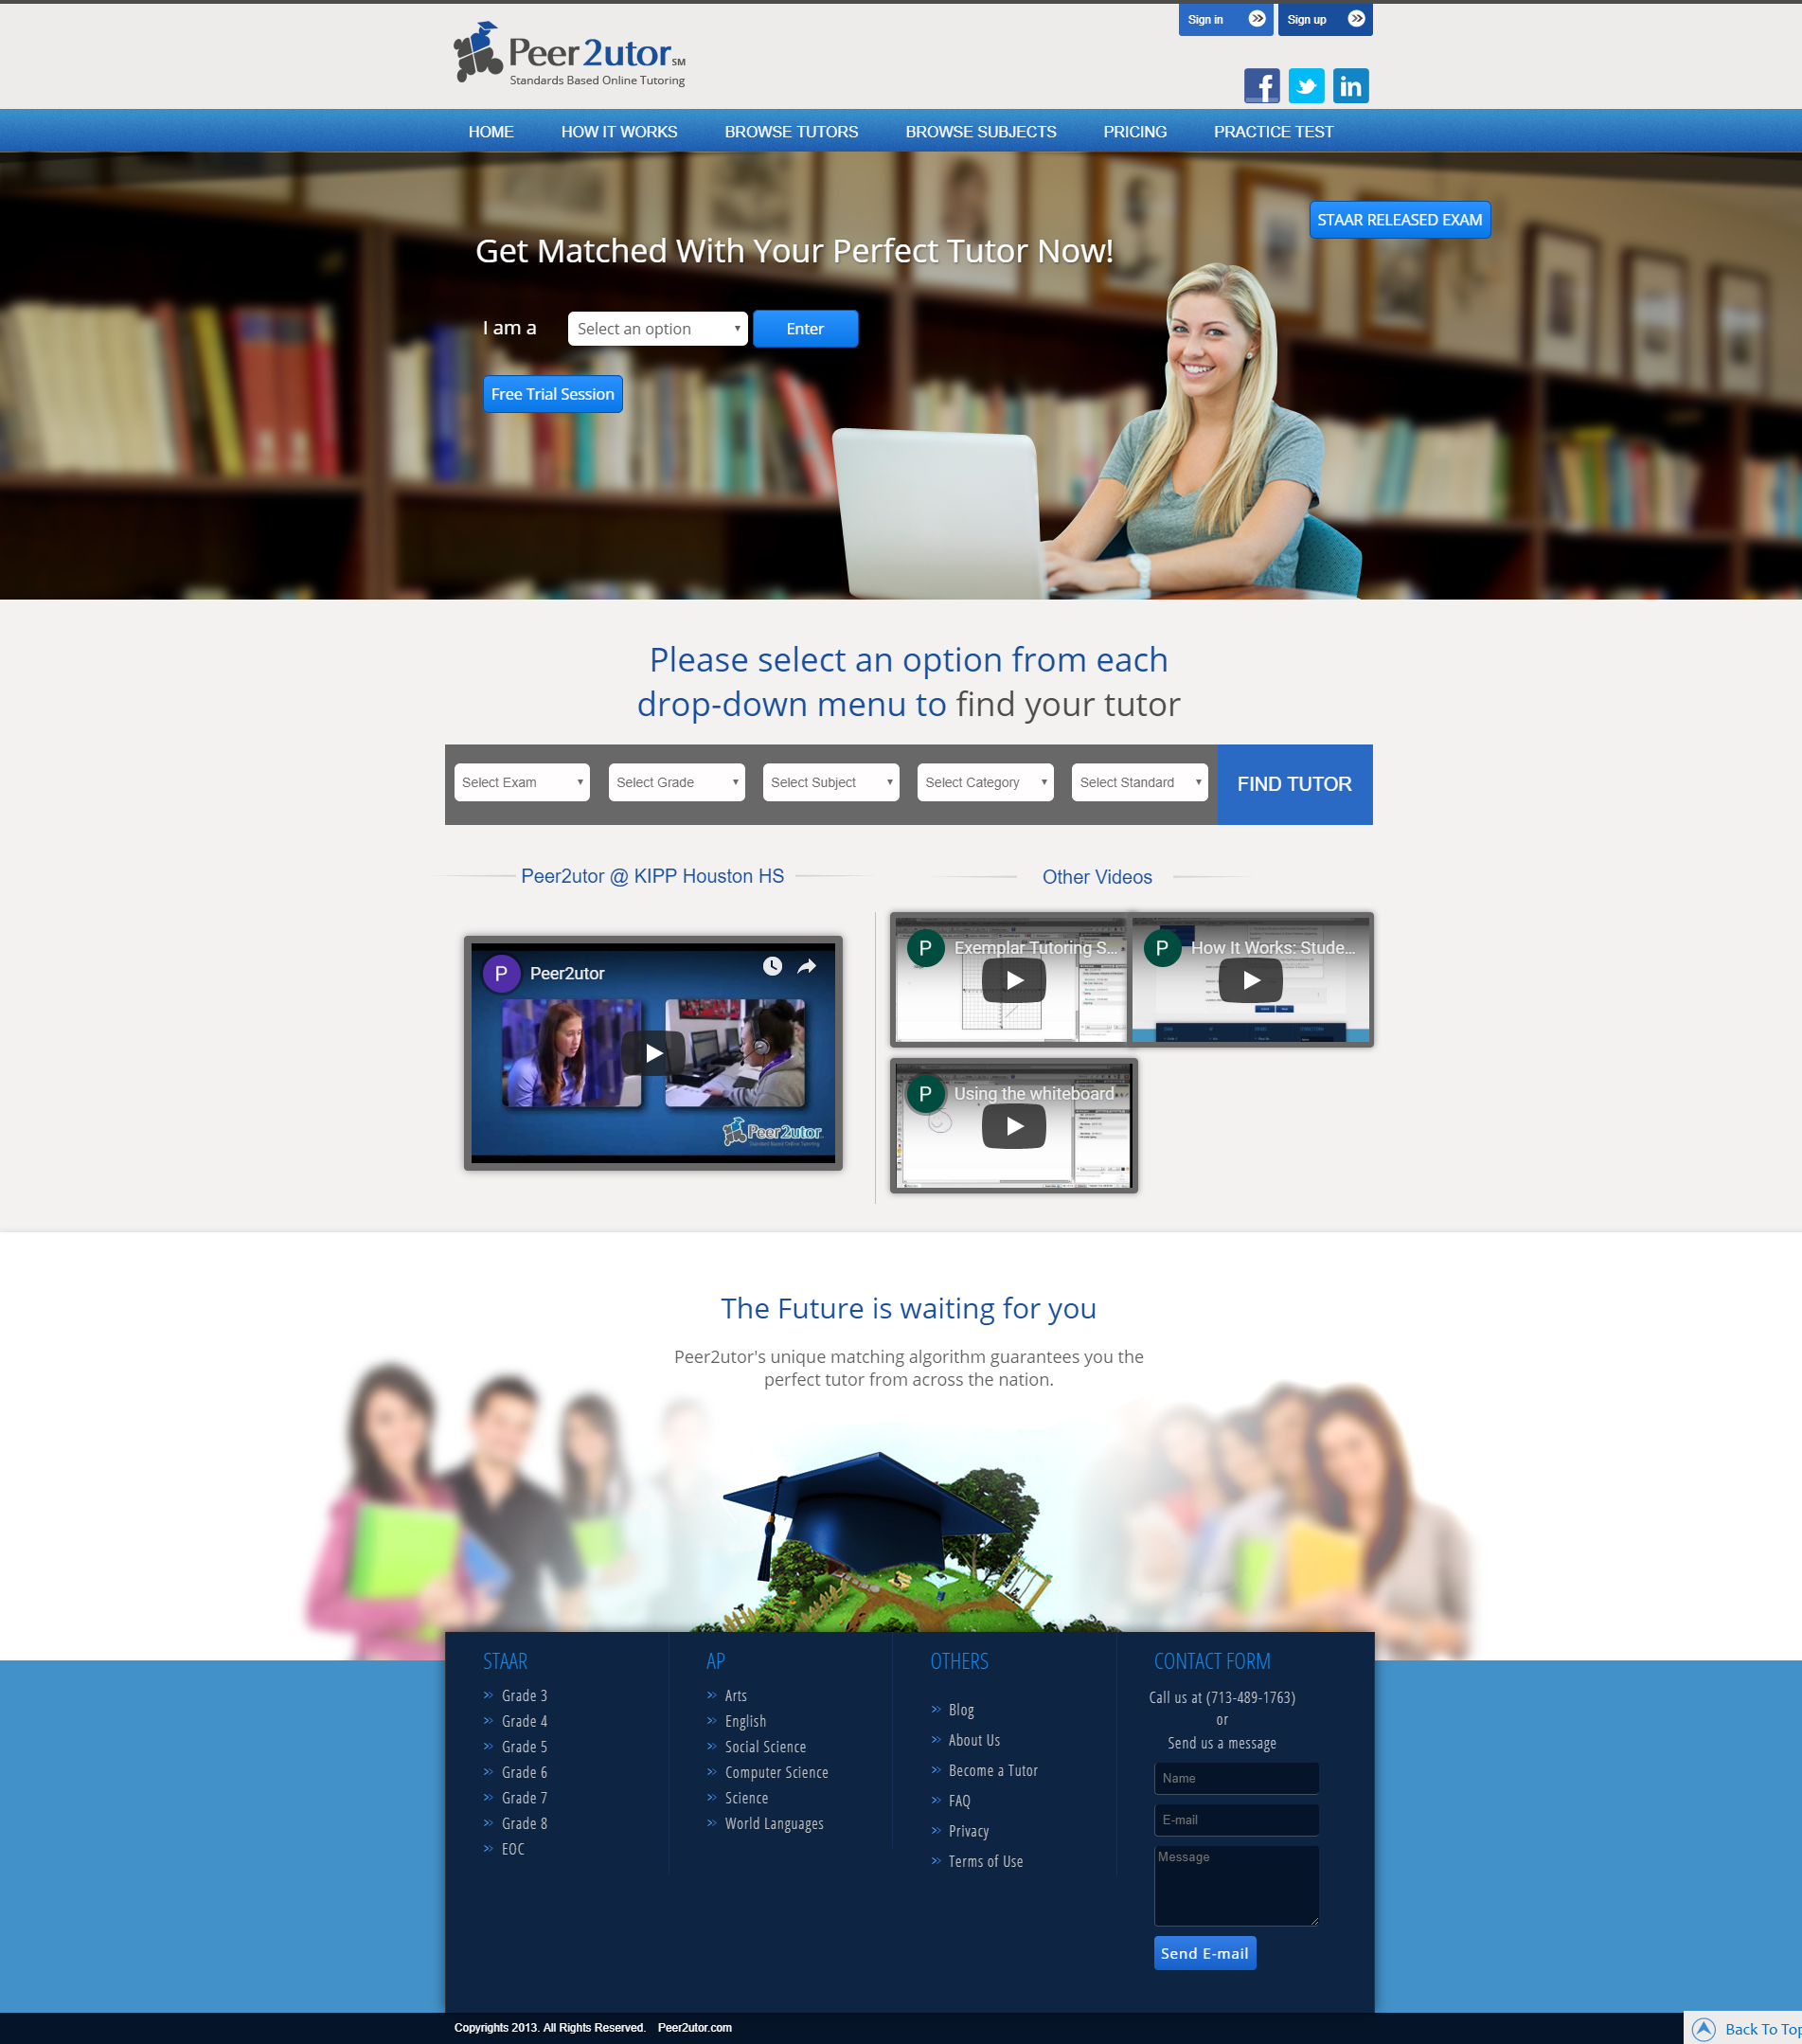 Sign in
Sign up
Peer2utor SM
Standards Based Online Tutoring
f
in
HOME HOW IT WORKS BROWSE TUTORS BROWSE SUBJECTS PRICING PRACTICE TEST
STAAR RELEASED EXAM
Get Matched With Your Perfect Tutor Now!
I am a Select an option Enter
Free Trial Session
Please select an option from each
drop-down menu to find your tutor
Select Exam Select Grade Select Subject Select Category Select Standard FIND TUTOR
Peer2utor @ KIPP Houston HS
Other Videos
P Peer2utor
Peer2utor
P Exemplar Tutoring S...
P How It Works: Stude...
P Using the whiteboard
The Future is waiting for you
Peer2utor's unique matching algorithm guarantees you the
perfect tutor from across the nation.
STAAR
Grade 3
Grade 4
Grade 5
Grade 6
Grade 7
Grade 8
EOC
AP
Arts
English
Social Science
Computer Science
Science
World Languages
OTHERS
Blog
About Us
Become a Tutor
FAQ
Privacy
Terms of Use
CONTACT FORM
Call us at (713-489-1763)
or
Send us a message
Name
E-mail
Message
Send E-mail
Copyrights 2013. All Rights Reserved. Peer2utor.com
Back To Top